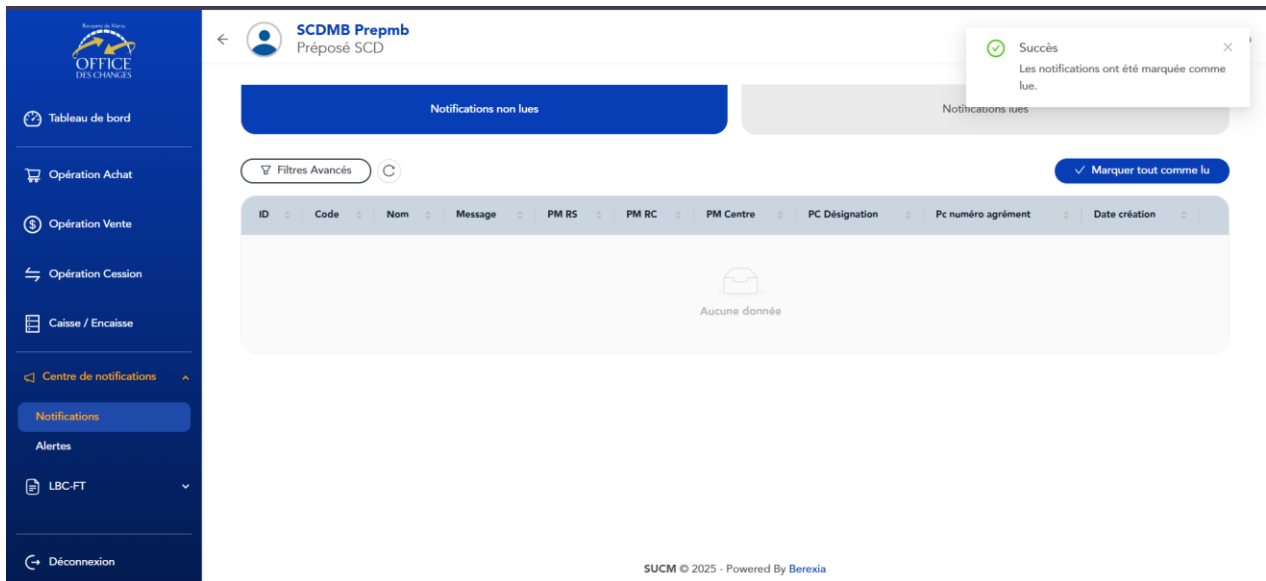 Royaume du Maroc
OFFICE
DES CHANGES
SCDMB Prepmb
Préposé SCD
Succès
Les notifications ont été marquée comme
lue.
Notifications non lues
Notifications lues
Tableau de bord
Opération Achat
Opération Vente
Opération Cession
Caisse / Encaisse
Centre de notifications
Notifications
Alertes
LBC-FT
Déconnexion
Filtres Avancés
Marquer tout comme lu
ID Code Nom Message PM RS PM RC PM Centre PC Désignation Pc numéro agrément Date création
Aucune donnée
SUCM © 2025 - Powered By Berexia